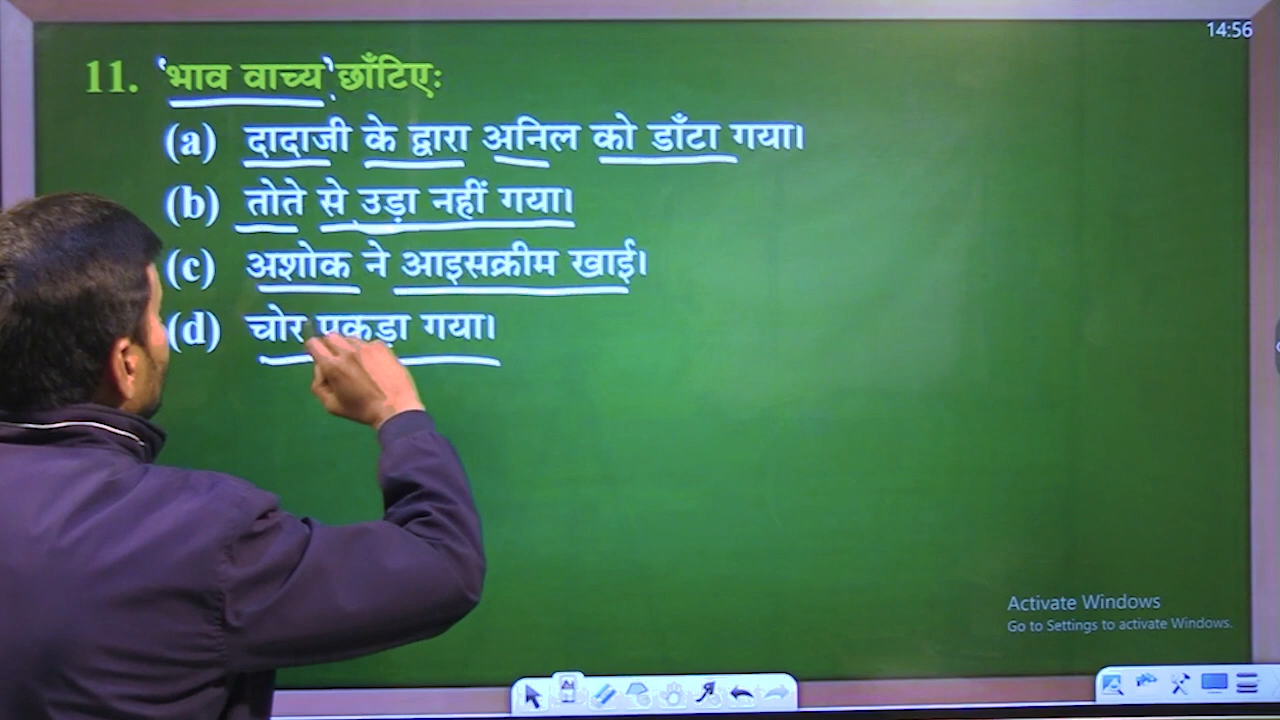 14:56
11. 'भाव वाच्य' छाँटिए:
(a) दादाजी के द्वारा अनिल को डाँटा गया।
(b) तोते से उड़ा नहीं गया।
(c) अशोक ने आइसक्रीम खाई।
(d) चोर पकड़ा गया।
Activate Windows
Go to Settings to activate Windows.